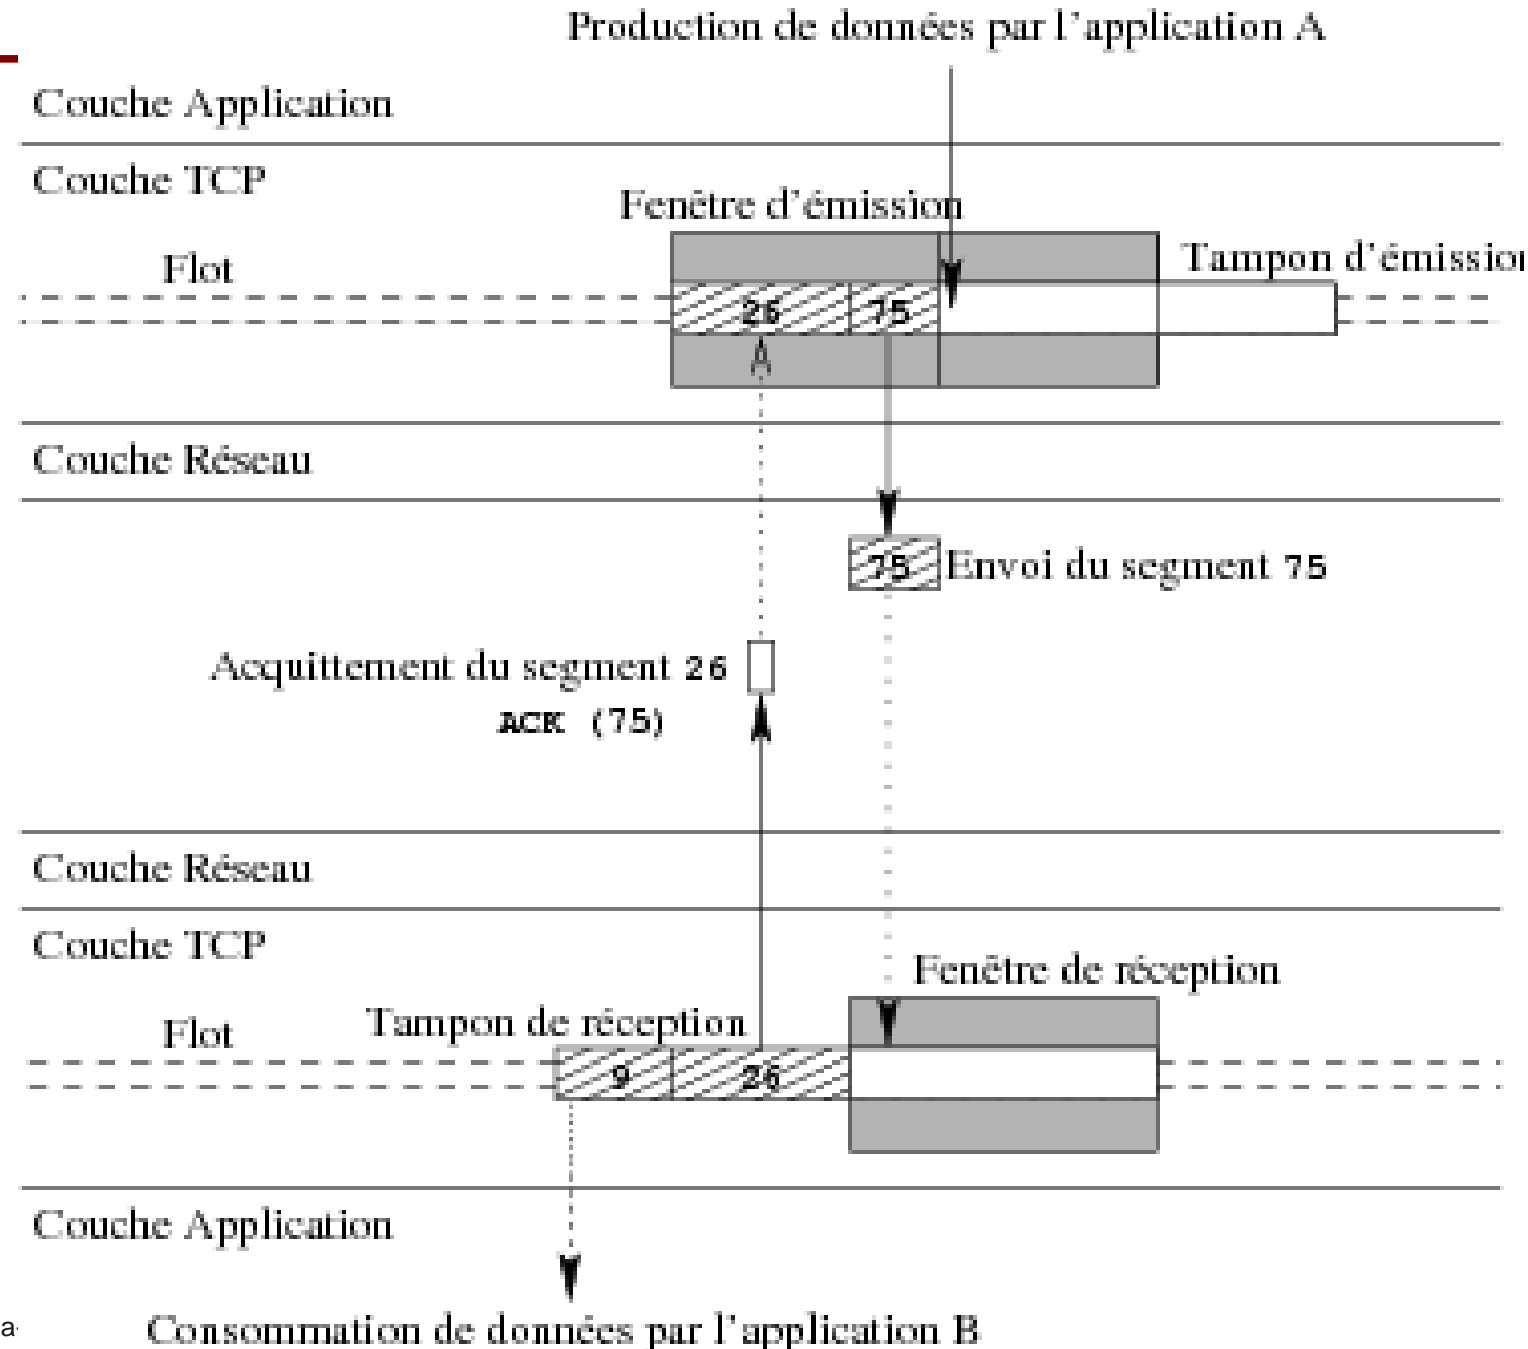 Production de données par l'application A
Couche Application
Couche TCP
Fenêtre d'émission
Flot
Tampon d'émission
26
75
Couche Réseau
75
Envoi du segment 75
Acquittement du segment 26
ACK (75)
Couche Réseau
Couche TCP
Fenêtre de réception
Flot
Tampon de réception
9
26
Couche Application
Consommation de données par l'application B